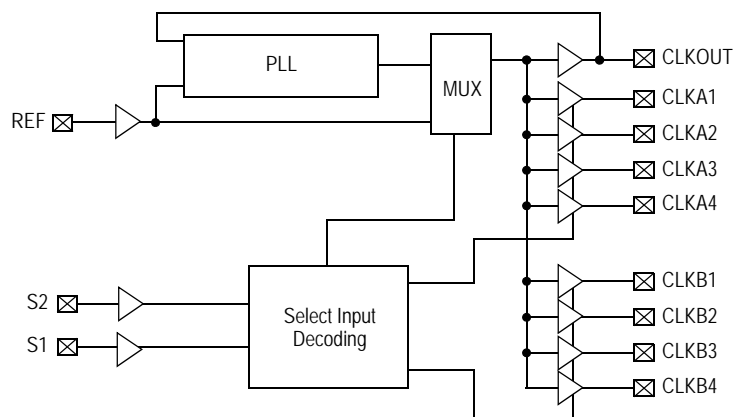 PLL
MUX
REF
CLKOUT
CLKA1
CLKA2
CLKA3
CLKA4
S2
S1
Select Input
Decoding
CLKB1
CLKB2
CLKB3
CLKB4